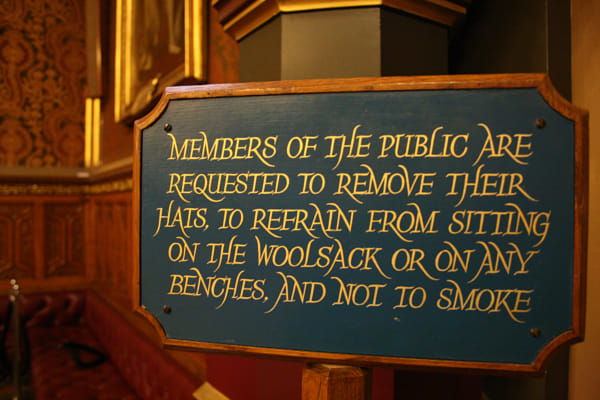 MEMBERS OF THE PUBLIC ARE
REQUESTED TO REMOVE THEIR
HATS, TO REFRAIN FROM SITTING
ON THE WOOLSACK OR ON ANY
BENCHES, AND NOT TO SMOKE